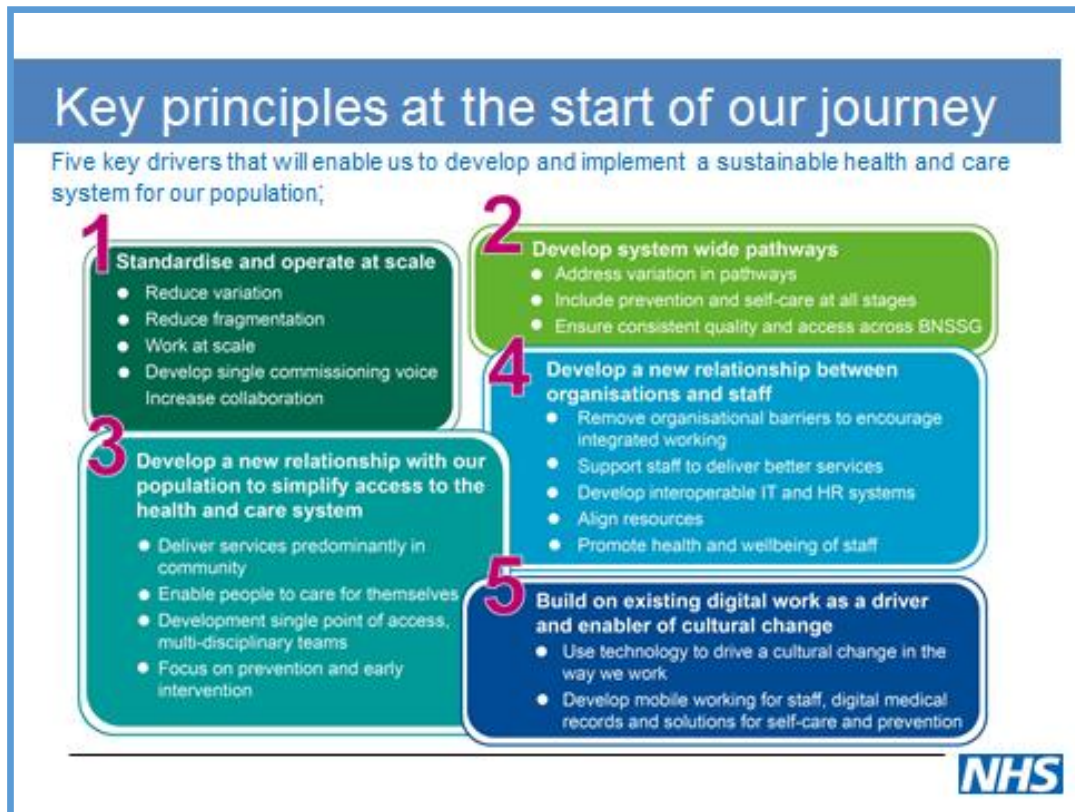 Key principles at the start of our journey
Five key drivers that will enable us to develop and implement a sustainable health and care
system for our population;
1
Standardise and operate at scale
● Reduce variation
● Reduce fragmentation
● Work at scale
● Develop single commissioning voice
Increase collaboration
2
Develop system wide pathways
● Address variation in pathways
● Include prevention and self-care at all stages
● Ensure consistent quality and access across BNSSG
3
Develop a new relationship with our
population to simplify access to the
health and care system
● Deliver services predominantly in
community
● Enable people to care for themselves
● Development single point of access,
multi-disciplinary teams
● Focus on prevention and early
intervention
4
Develop a new relationship between
organisations and staff
● Remove organisational barriers to encourage
integrated working
● Support staff to deliver better services
● Develop interoperable IT and HR systems
● Align resources
● Promote health and wellbeing of staff
5
Build on existing digital work as a driver
and enabler of cultural change
● Use technology to drive a cultural change in the
way we work
● Develop mobile working for staff, digital medical
records and solutions for self-care and prevention
NHS